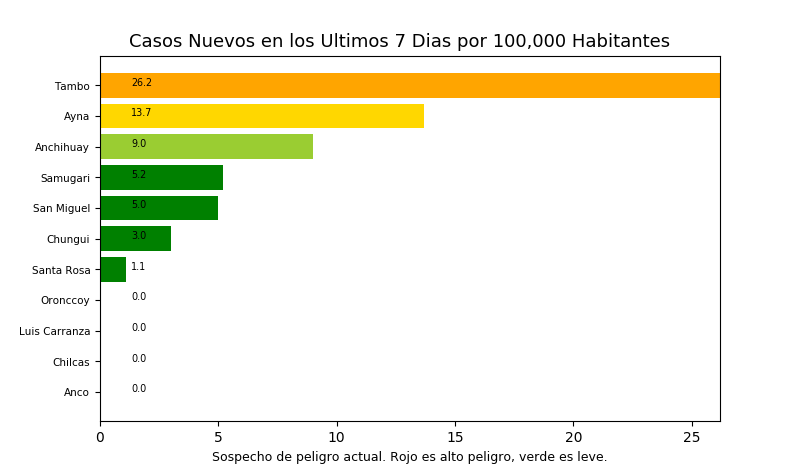 Casos Nuevos en los Ultimos 7 Dias por 100,000 Habitantes
Tambo 26.2
Ayna 13.7
Anchihuay 9.0
Samugari 5.2
San Miguel 5.0
Chungui 3.0
Santa Rosa 1.1
Oronccoy 0.0
Luis Carranza 0.0
Chilcas 0.0
Anco 0.0
0 5 10 15 20 25
Sospecho de peligro actual. Rojo es alto peligro, verde es leve.